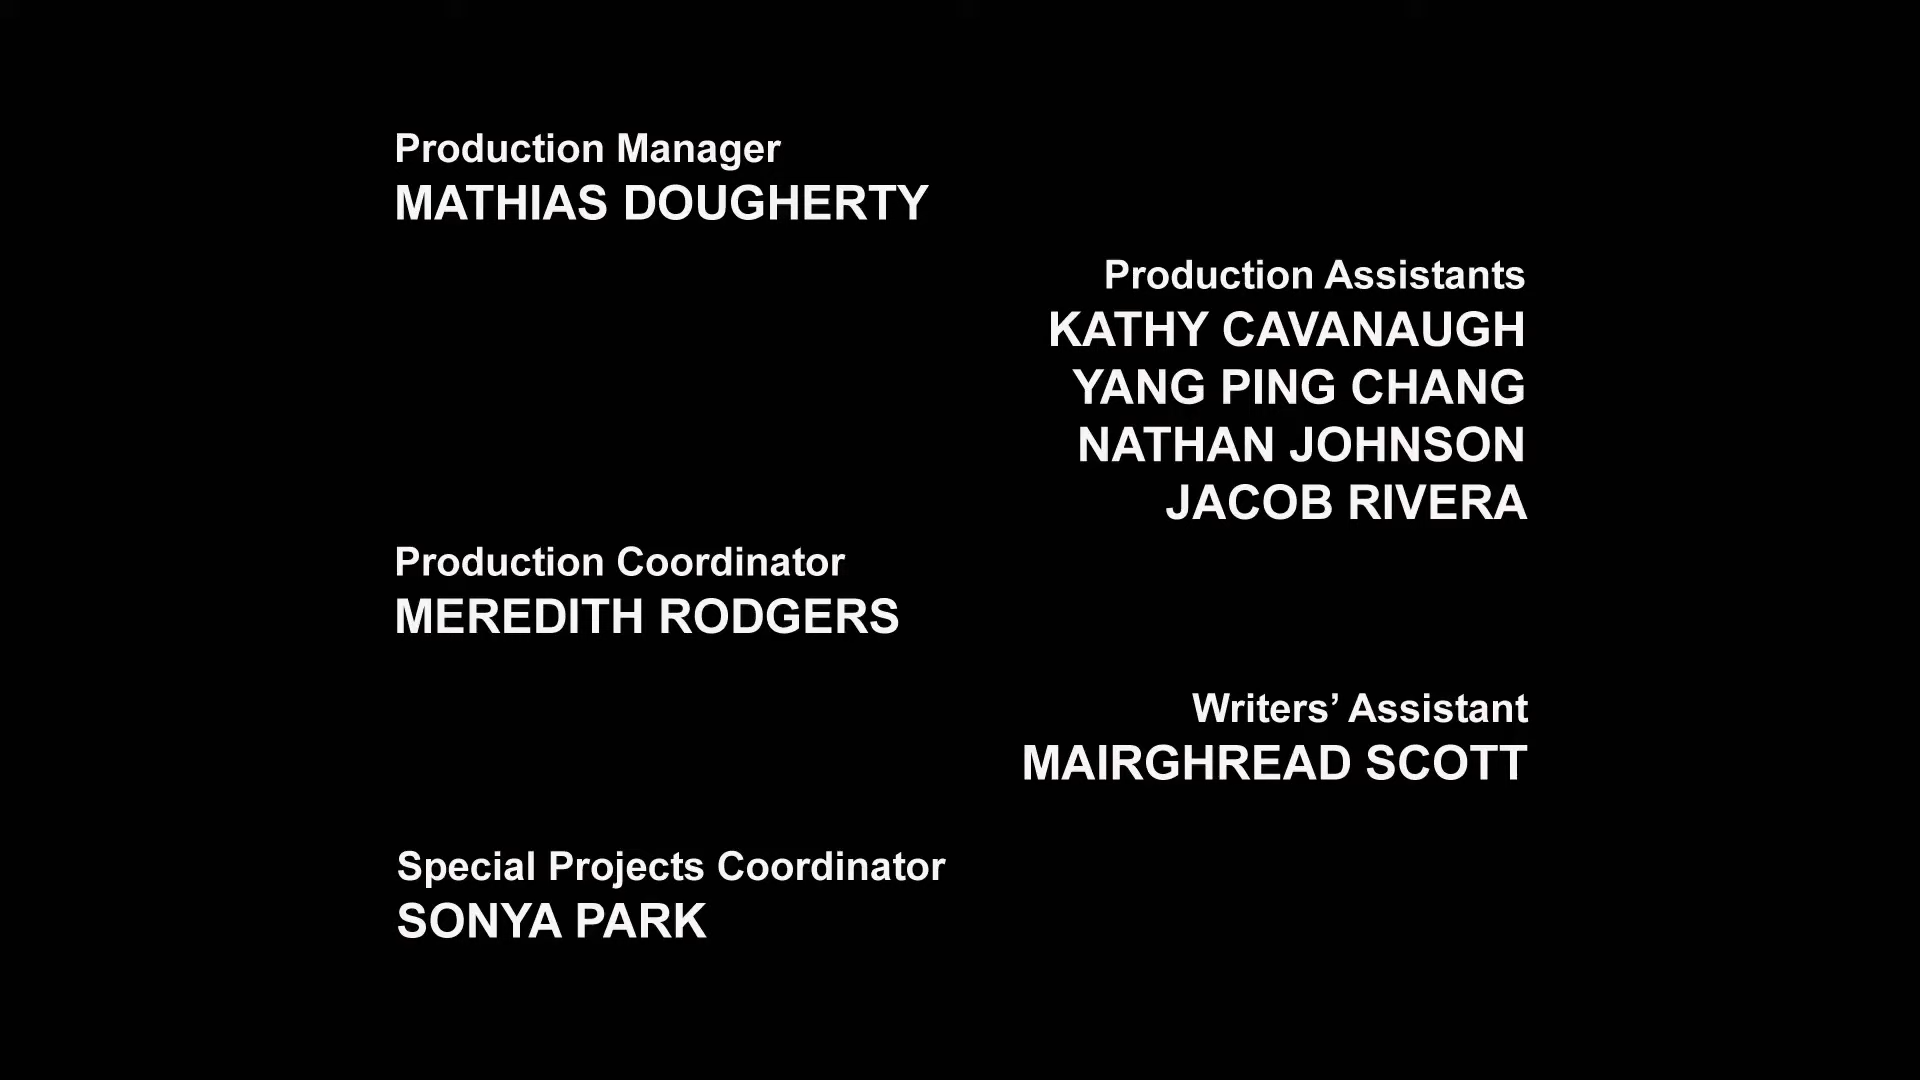 Production Manager
MATHIAS DOUGHERTY
Production Assistants
KATHY CAVANAUGH
YANG PING CHANG
NATHAN JOHNSON
JACOB RIVERA
Production Coordinator
MEREDITH RODGERS
Writers’ Assistant
MAIRGHREAD SCOTT
Special Projects Coordinator
SONYA PARK